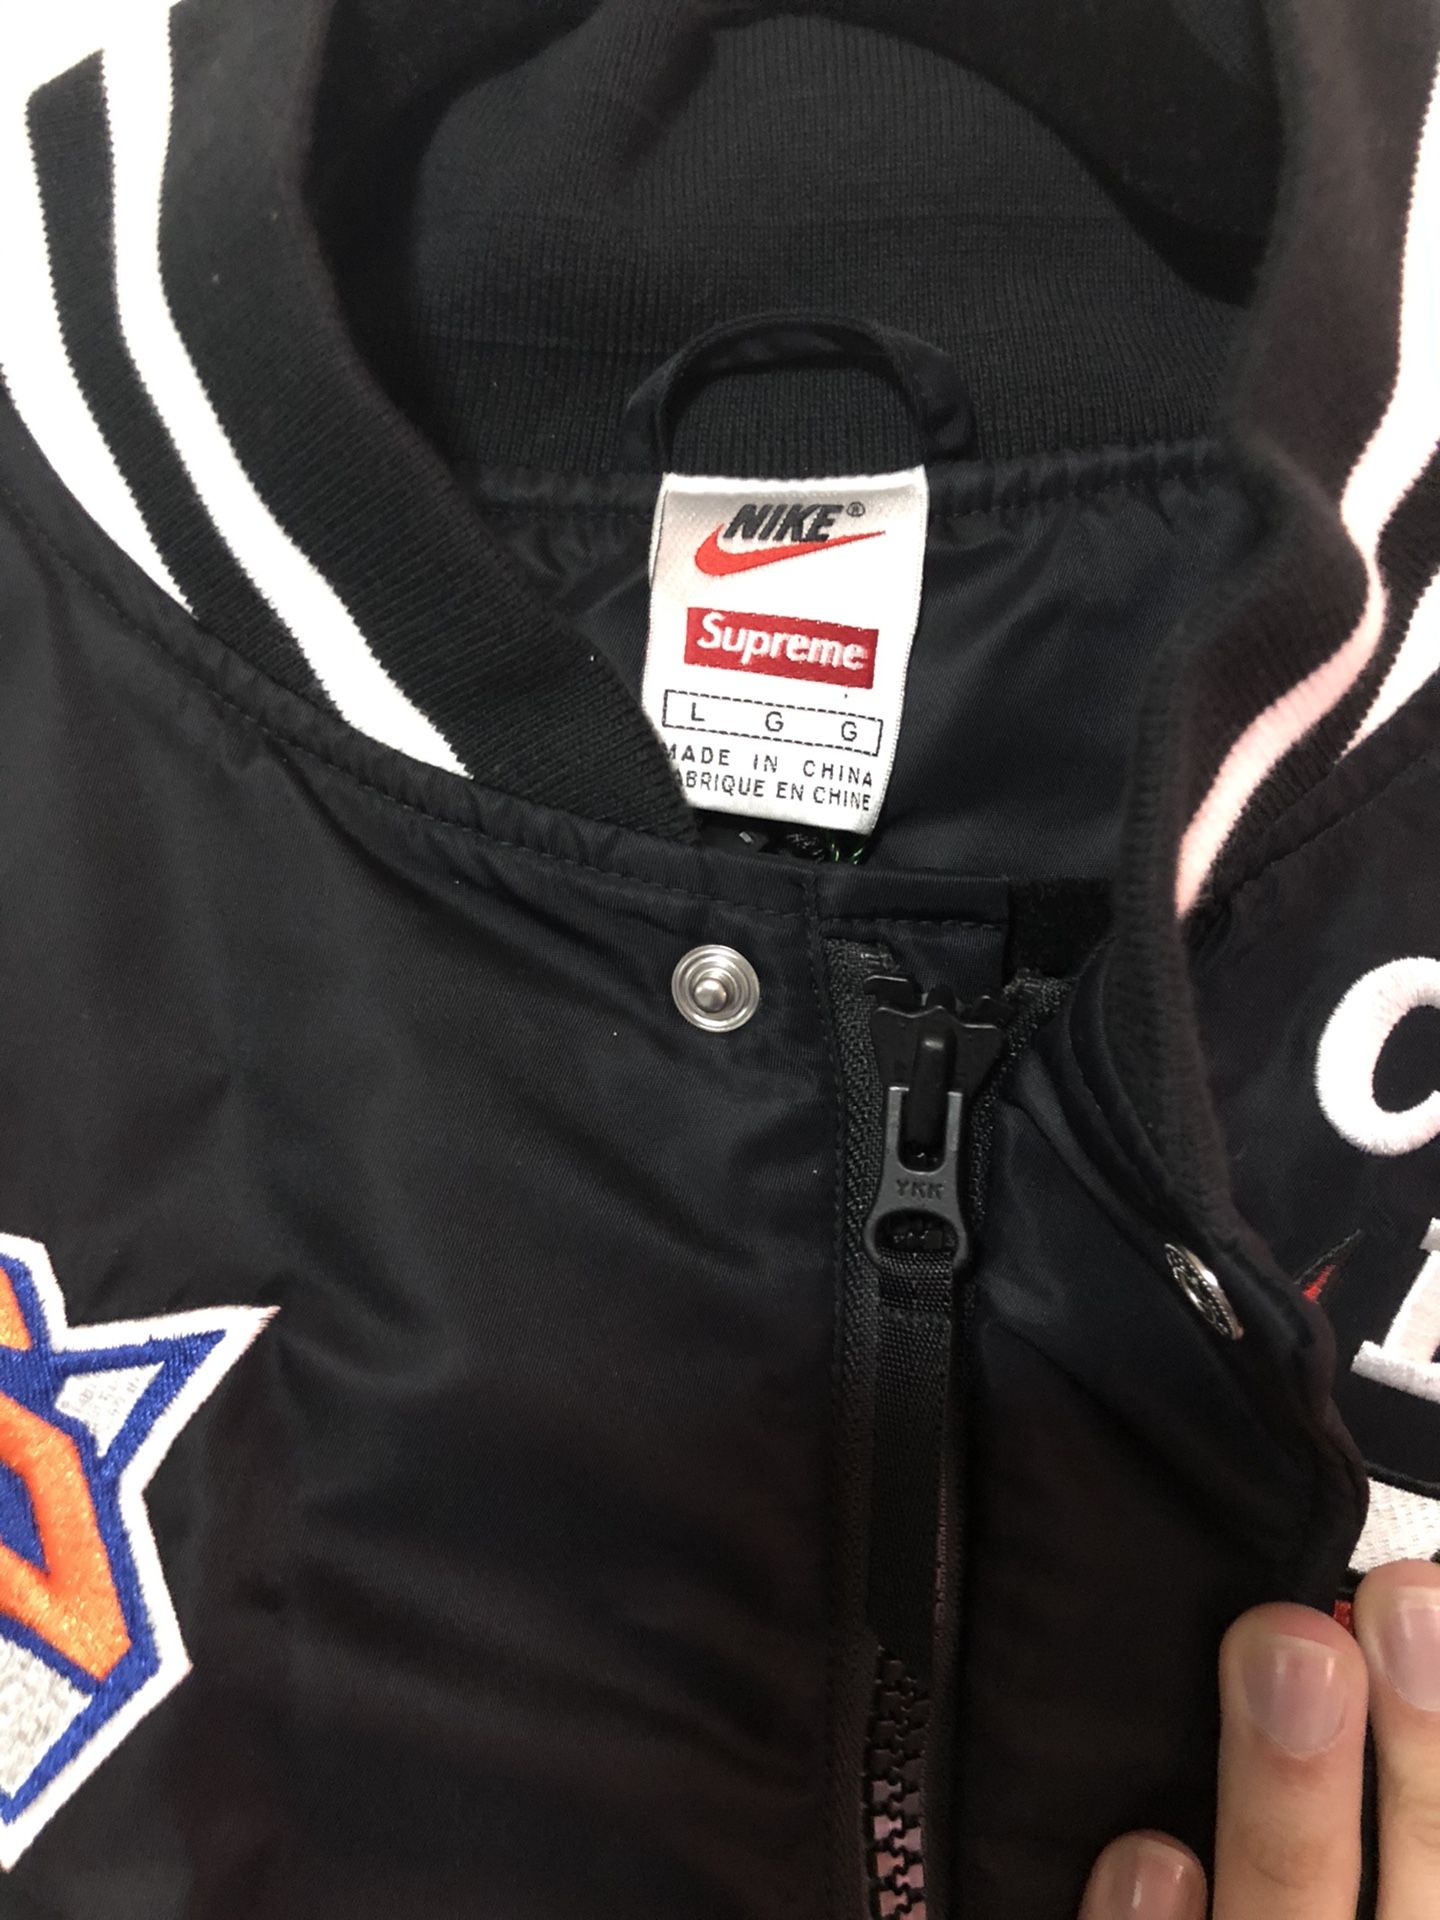 NIKE®
Supreme
L G G
MADE IN CHINA
FABRIQUE EN CHINE
YKK